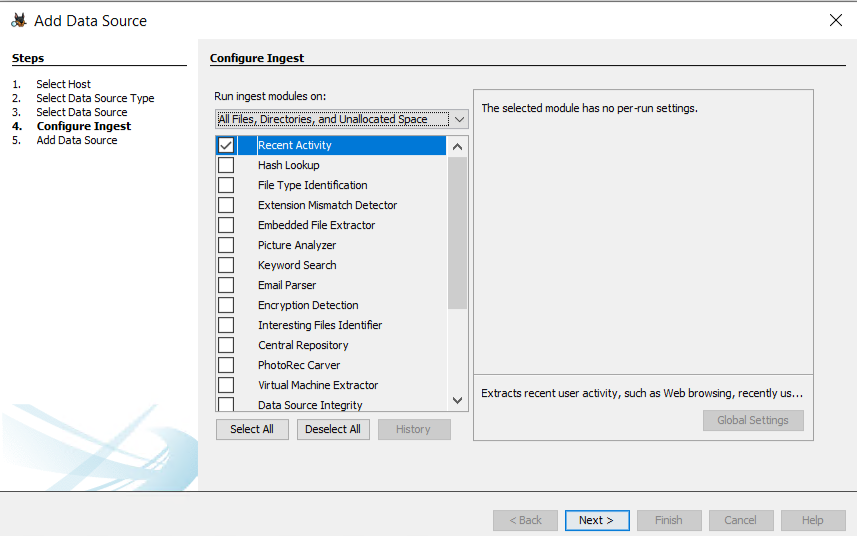 Add Data Source
Steps
1. Select Host
2. Select Data Source Type
3. Select Data Source
4. Configure Ingest
5. Add Data Source
Configure Ingest
Run ingest modules on:
All Files, Directories, and Unallocated Space
Recent Activity
Hash Lookup
File Type Identification
Extension Mismatch Detector
Embedded File Extractor
Picture Analyzer
Keyword Search
Email Parser
Encryption Detection
Interesting Files Identifier
Central Repository
PhotoRec Carver
Virtual Machine Extractor
Data Source Integrity
Select All
Deselect All
History
The selected module has no per-run settings.
Extracts recent user activity, such as Web browsing, recently us...
Global Settings
< Back
Next >
Finish
Cancel
Help